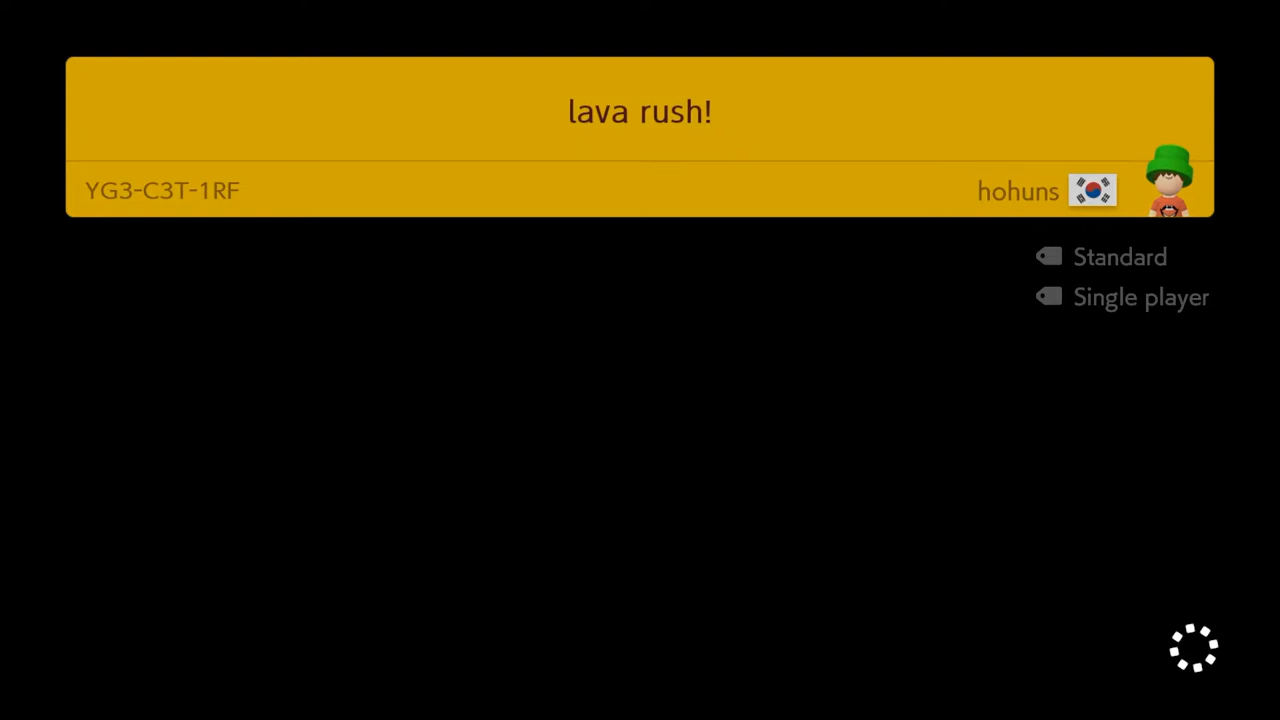 lava rush!
YG3-C3T-1RF
hohuns
Standard
Single player